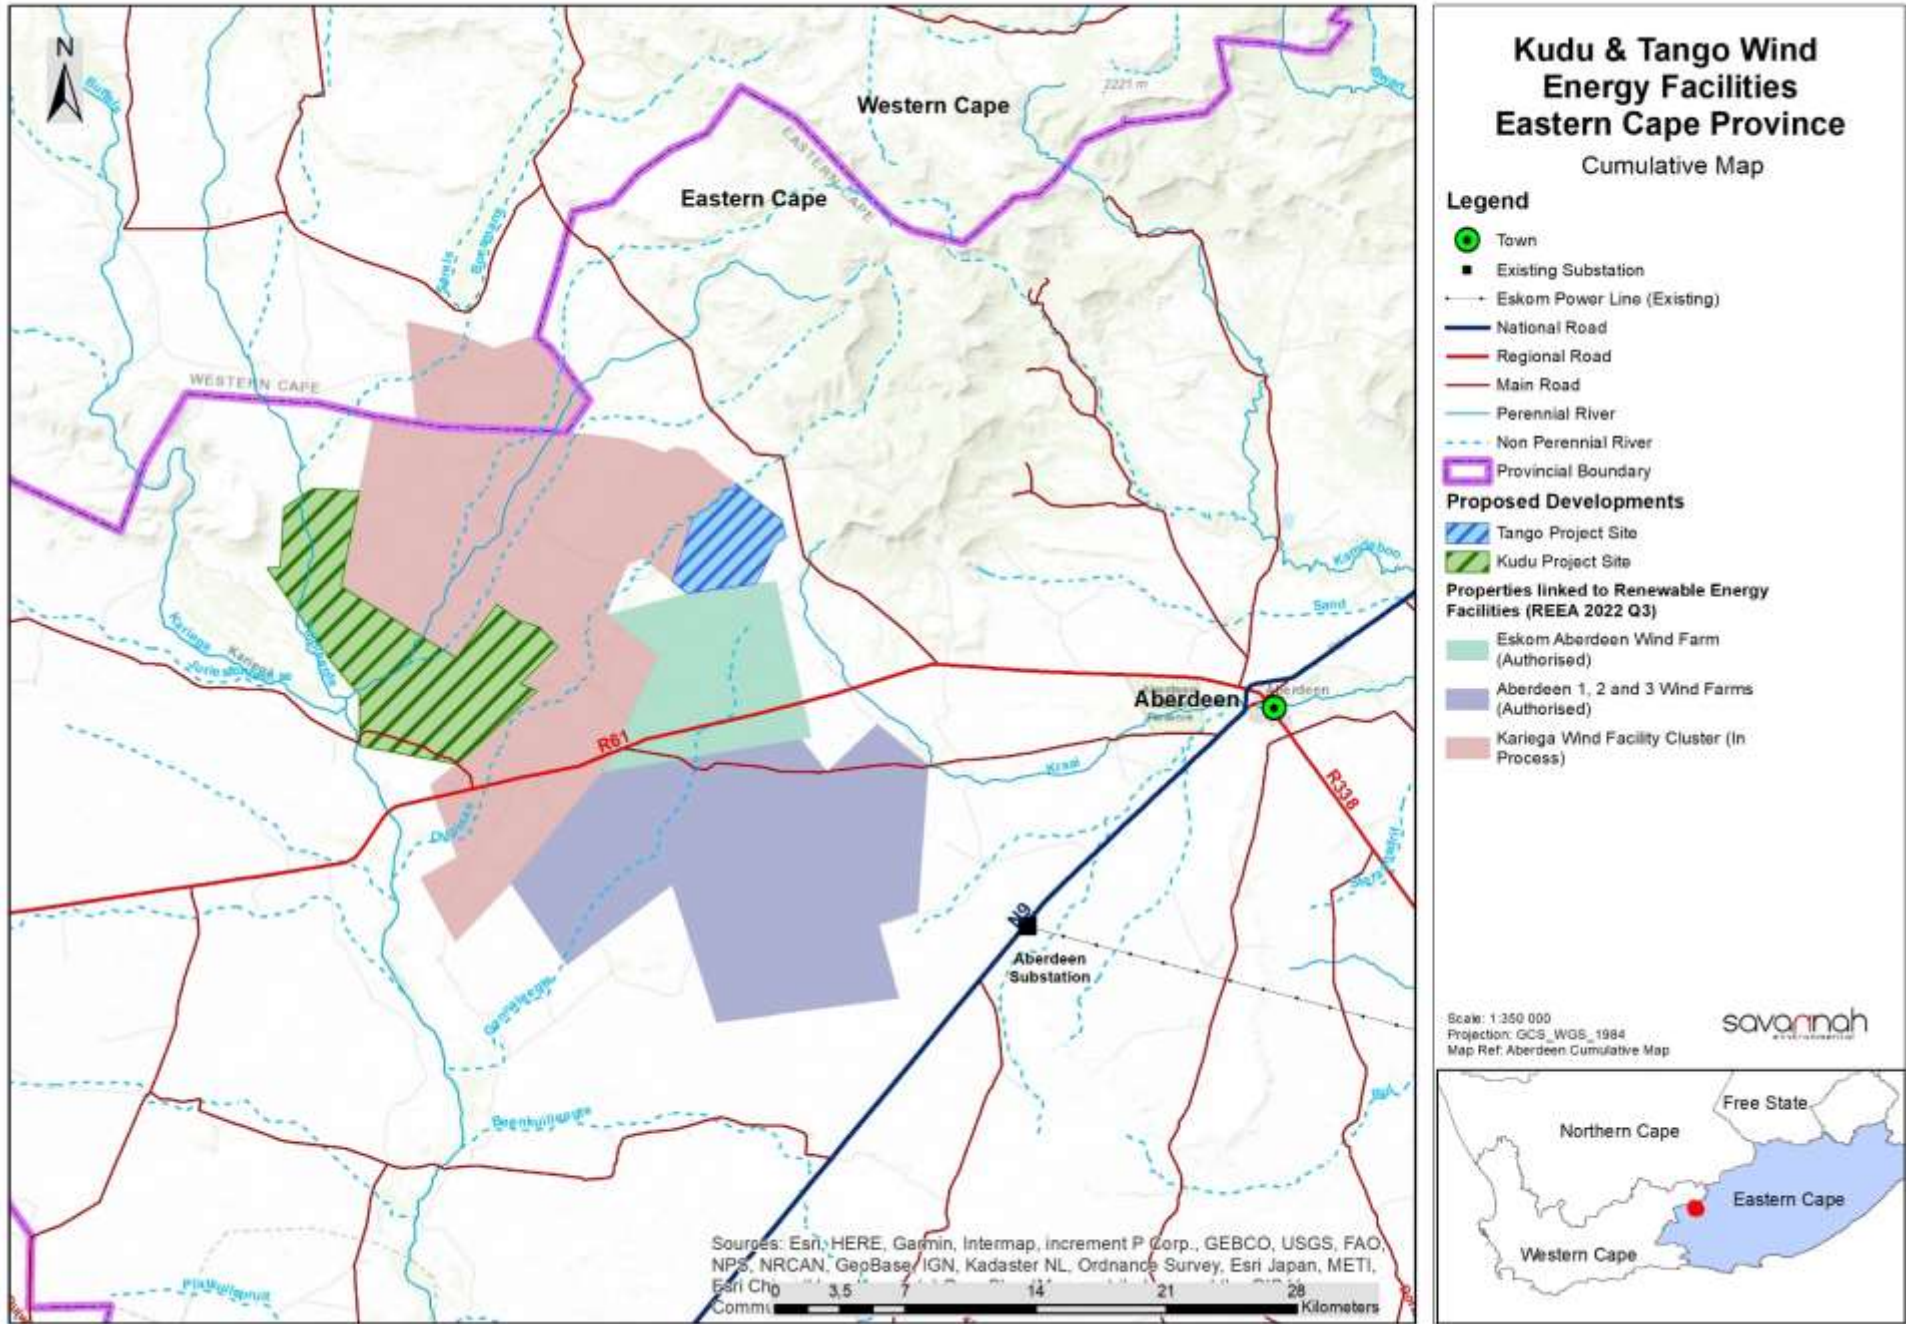 N
Buffels
Western Cape
2221 m
EASTERN CAPE
Eastern Cape
WESTERN CAPE
Kariega
Kariega
Kamdeboo
Sand
Aberdeen
Aberdeen
R61
Kraai
R338
N9
Aberdeen
Substation
Sources: Esri, HERE, Garmin, Intermap, increment P Corp., GEBCO, USGS, FAO,
NPS, NRCAN, GeoBase, IGN, Kadaster NL, Ordnance Survey, Esri Japan, METI,
Esri
0 3,5 7 14 21 28
Kilometers
Kudu & Tango Wind
Energy Facilities
Eastern Cape Province
Cumulative Map
Legend
Town
Existing Substation
Eskom Power Line (Existing)
National Road
Regional Road
Main Road
Perennial River
Non Perennial River
Provincial Boundary
Proposed Developments
Tango Project Site
Kudu Project Site
Properties linked to Renewable Energy
Facilities (REEA 2022 Q3)
Eskom Aberdeen Wind Farm
(Authorised)
Aberdeen 1, 2 and 3 Wind Farms
(Authorised)
Kariega Wind Facility Cluster (In
Process)
Scale: 1:350 000
Projection: GCS_WGS_1984
Map Ref: Aberdeen Cumulative Map
savannah
environmental
Free State
Northern Cape
Eastern Cape
Western Cape